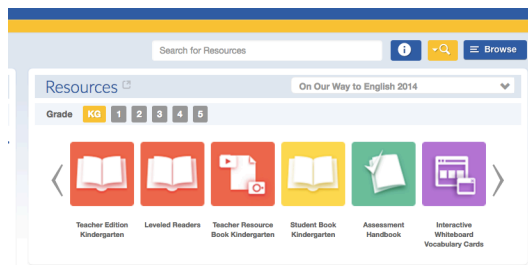 Search for Resources
Browse
Resources
On Our Way to English 2014
Grade KG 1 2 3 4 5
Teacher Edition
Kindergarten
Leveled Readers
Teacher Resource
Book Kindergarten
Student Book
Kindergarten
Assessment
Handbook
Interactive
Whiteboard
Vocabulary Cards